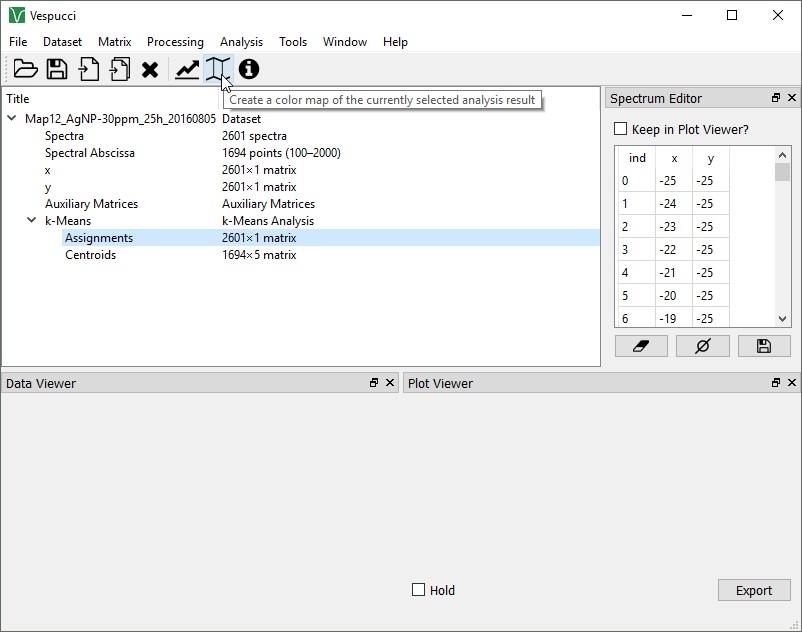 Vespucci
File Dataset Matrix Processing Analysis Tools Window Help
Create a color map of the currently selected analysis result
Title
Map12_AgNP-30ppm_25h_20160805 Dataset
Spectra 2601 spectra
Spectral Abscissa 1694 points (100–2000)
x 2601×1 matrix
y 2601×1 matrix
Auxiliary Matrices Auxiliary Matrices
k-Means k-Means Analysis
Assignments 2601×1 matrix
Centroids 1694×5 matrix
Spectrum Editor
Keep in Plot Viewer?
ind x y
0 -25 -25
1 -24 -25
2 -23 -25
3 -22 -25
4 -21 -25
5 -20 -25
6 -19 -25
Data Viewer
Plot Viewer
Hold
Export